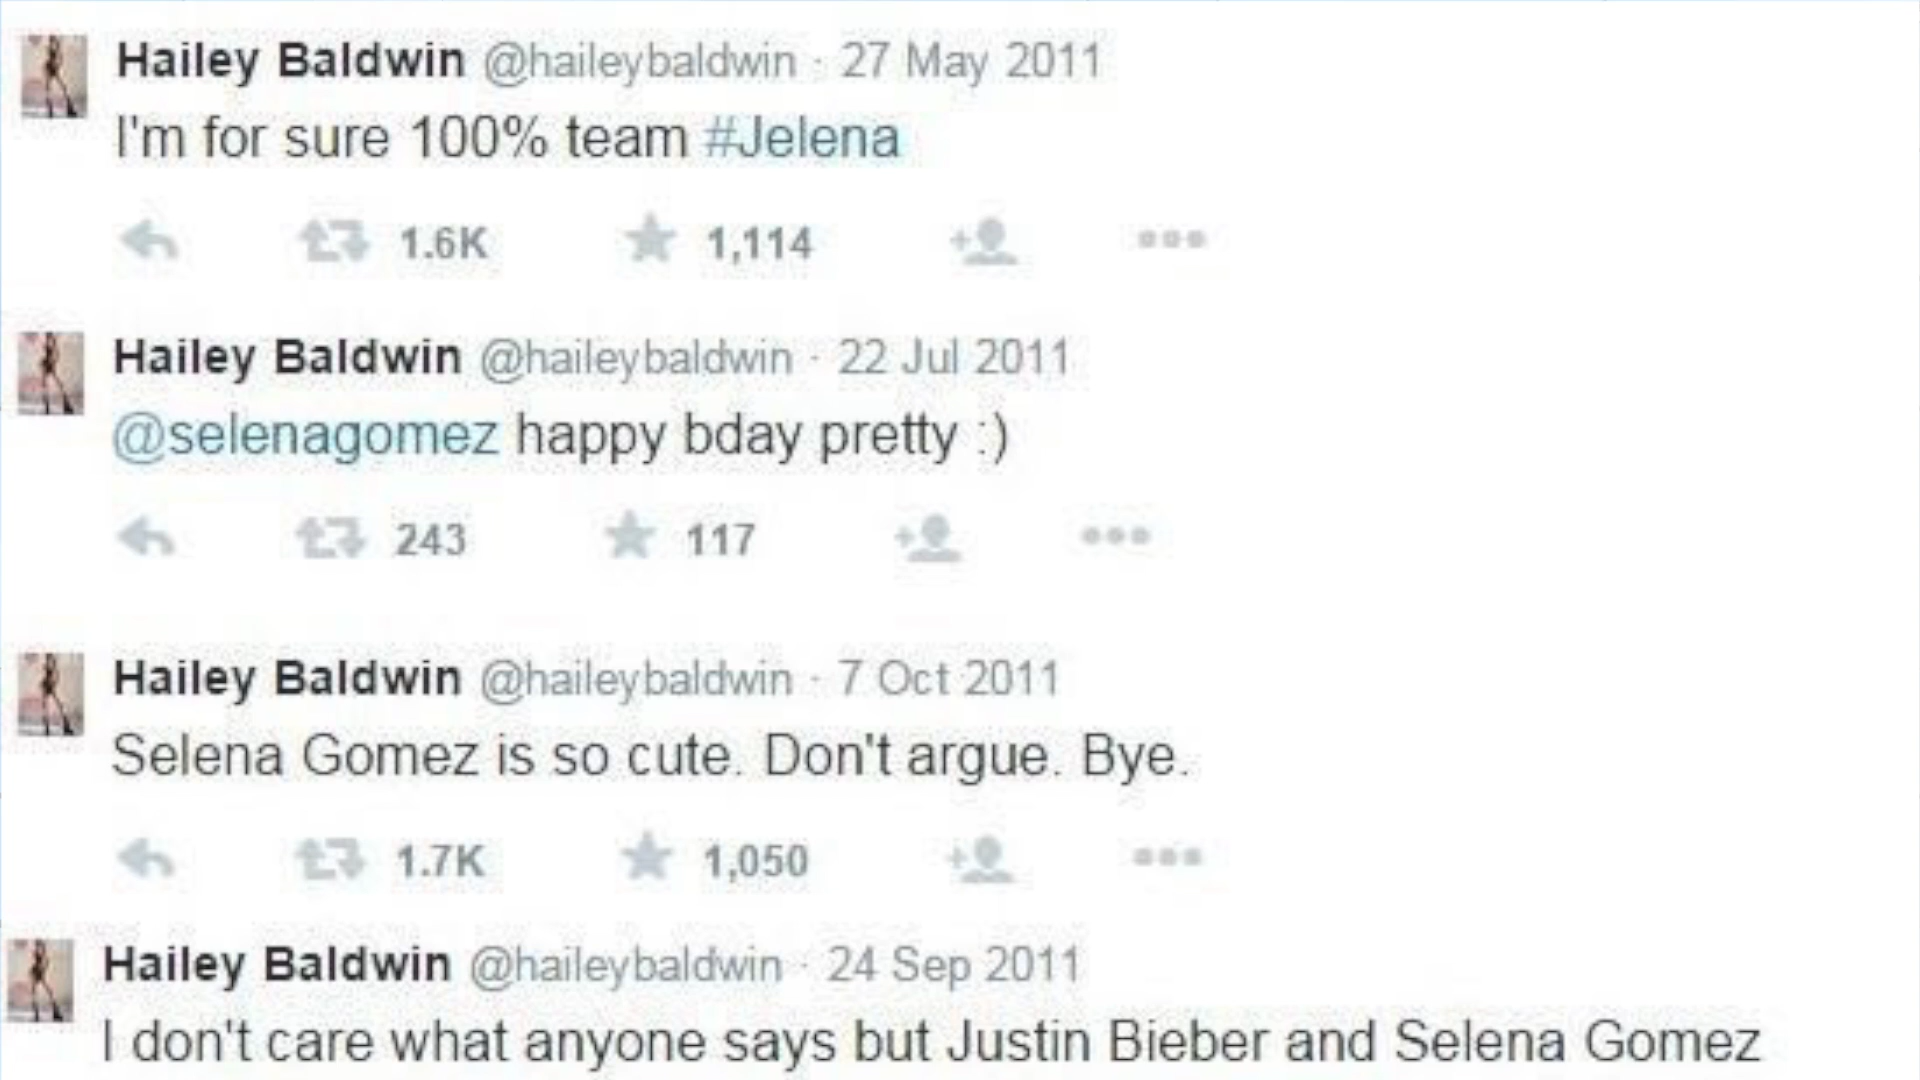 Hailey Baldwin @haileybaldwin · 27 May 2011
I'm for sure 100% team #Jelena
1.6K 1,114
Hailey Baldwin @haileybaldwin · 22 Jul 2011
@selenagomez happy bday pretty :)
243 117
Hailey Baldwin @haileybaldwin · 7 Oct 2011
Selena Gomez is so cute. Don't argue. Bye.
1.7K 1,050
Hailey Baldwin @haileybaldwin · 24 Sep 2011
I don't care what anyone says but Justin Bieber and Selena Gomez